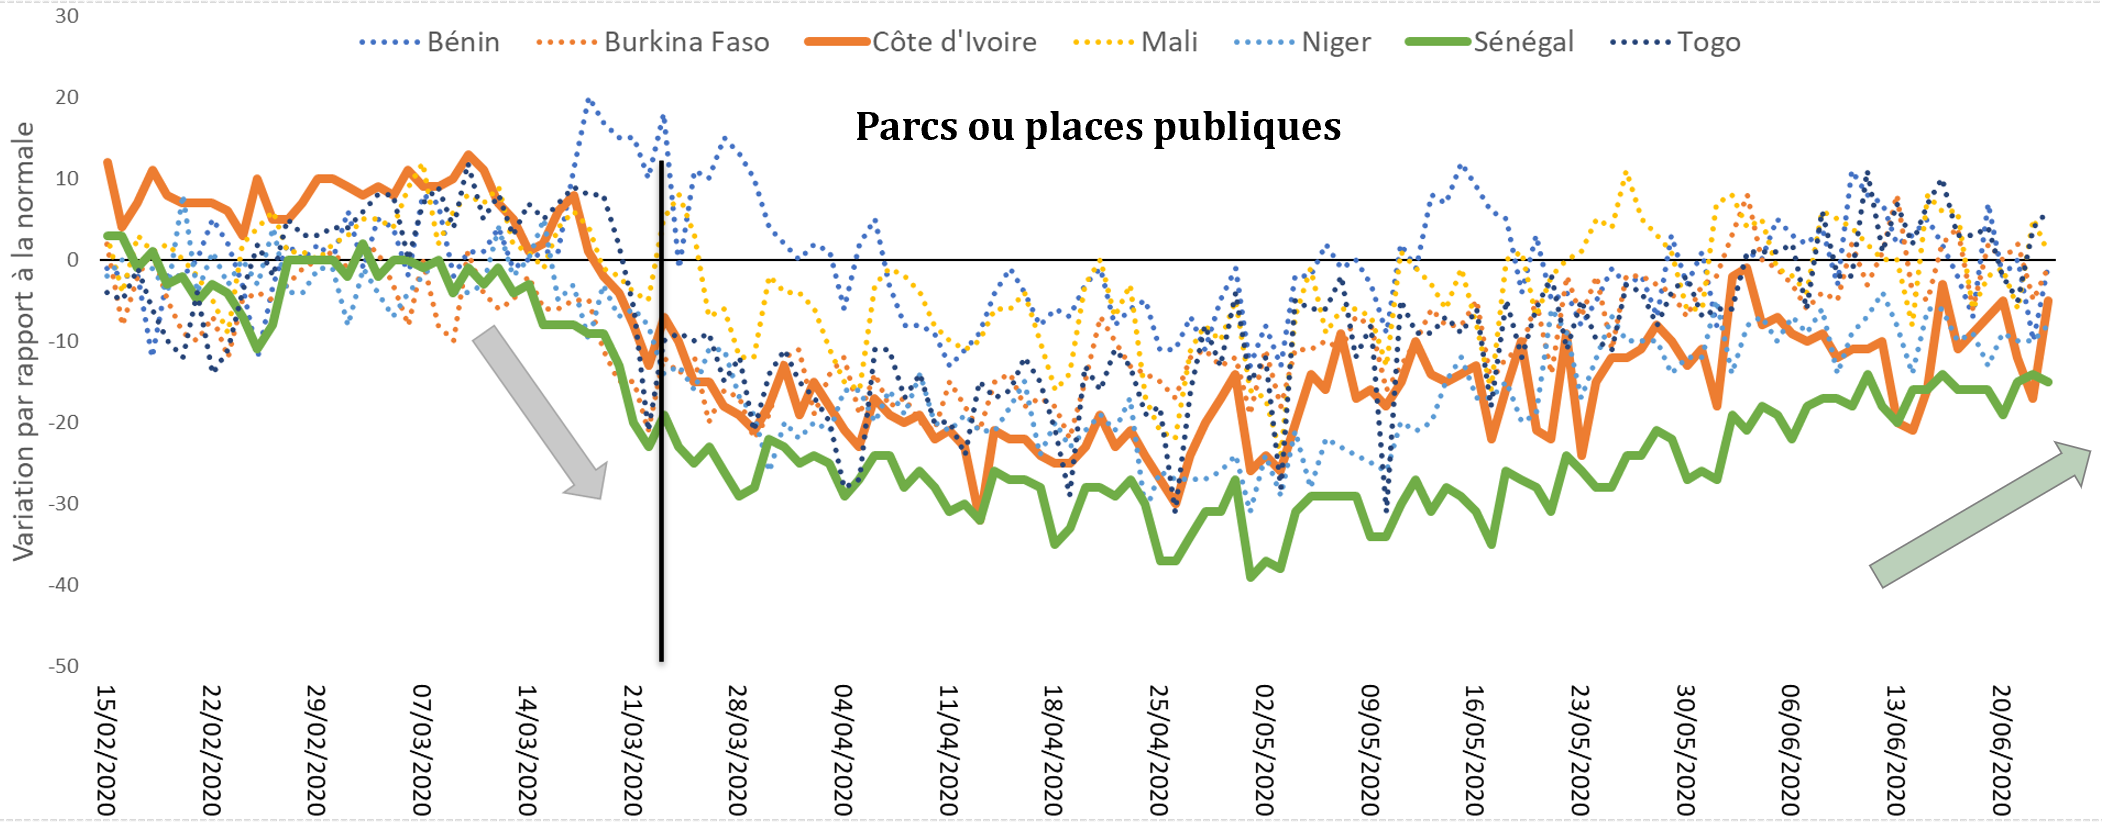 30
Bénin Burkina Faso Côte d'Ivoire Mali Niger Sénégal Togo
20
Parcs ou places publiques
10
0
-10
-20
-30
-40
-50
Variation par rapport à la normale
15/02/2020 22/02/2020 29/02/2020 07/03/2020 14/03/2020 21/03/2020 28/03/2020 04/04/2020 11/04/2020 18/04/2020 25/04/2020 02/05/2020 09/05/2020 16/05/2020 23/05/2020 30/05/2020 06/06/2020 13/06/2020 20/06/2020